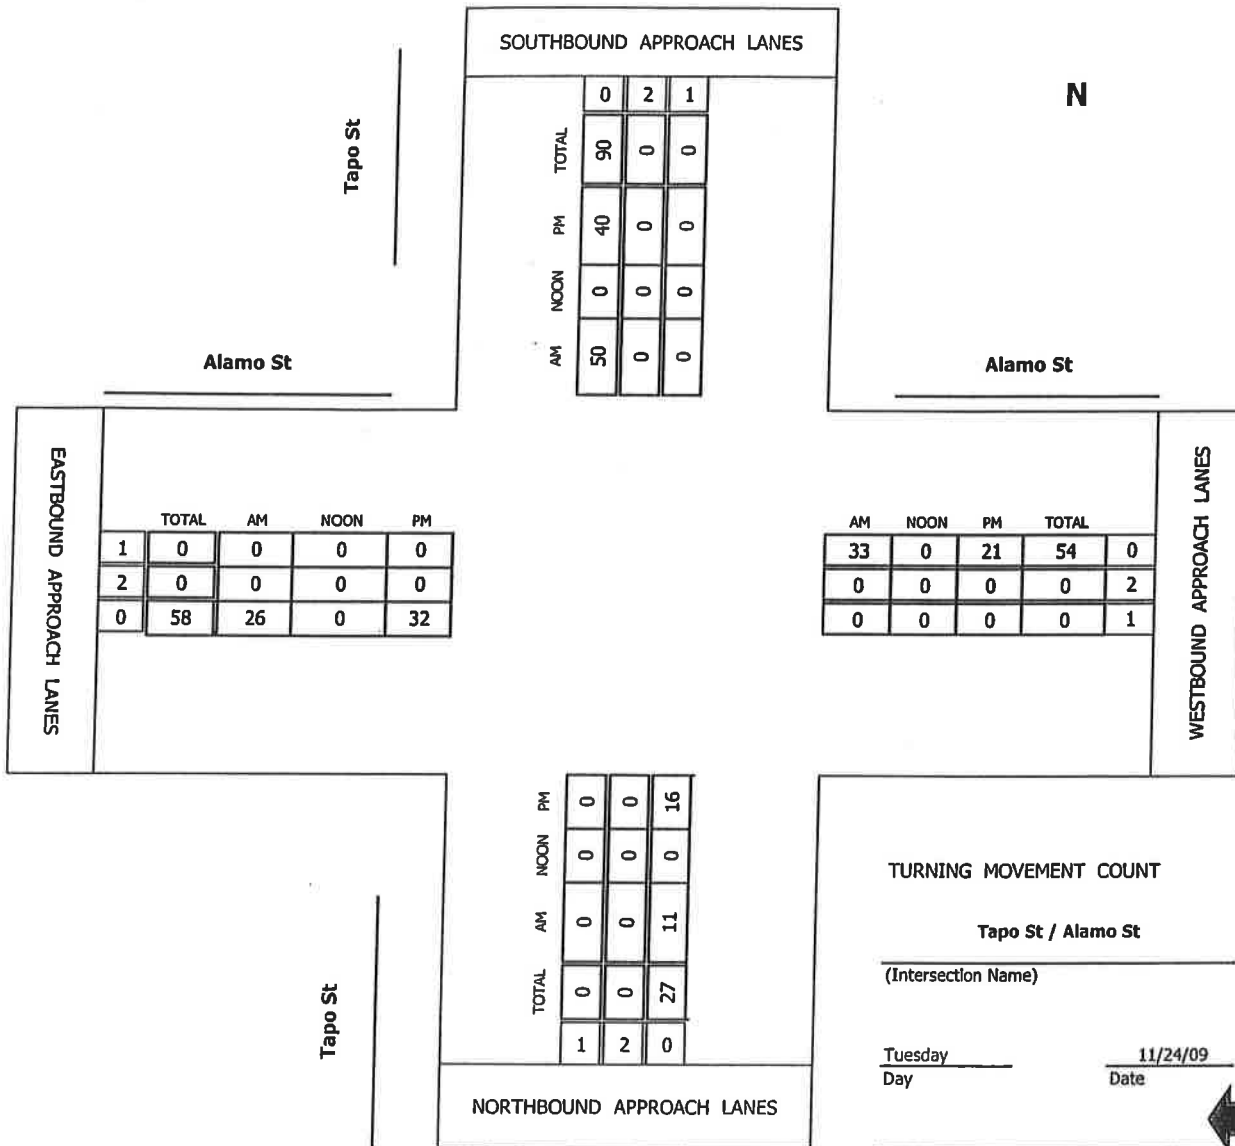 SOUTHBOUND APPROACH LANES
N
0 2 1
TOTAL 90 0 0
PM 40 0 0
NOON 0 0 0
AM 50 0 0
Tapo St
Alamo St
Alamo St
EASTBOUND APPROACH LANES
TOTAL AM NOON PM
1 0 0 0 0
2 0 0 0 0
0 58 26 0 32
AM NOON PM TOTAL
33 0 21 54 0
0 0 0 0 2
0 0 0 0 1
WESTBOUND APPROACH LANES
PM 0 0 16
NOON 0 0 0
AM 0 0 11
TOTAL 0 0 27
1 2 0
NORTHBOUND APPROACH LANES
Tapo St
TURNING MOVEMENT COUNT
Tapo St / Alamo St
(Intersection Name)
Tuesday 11/24/09
Day Date